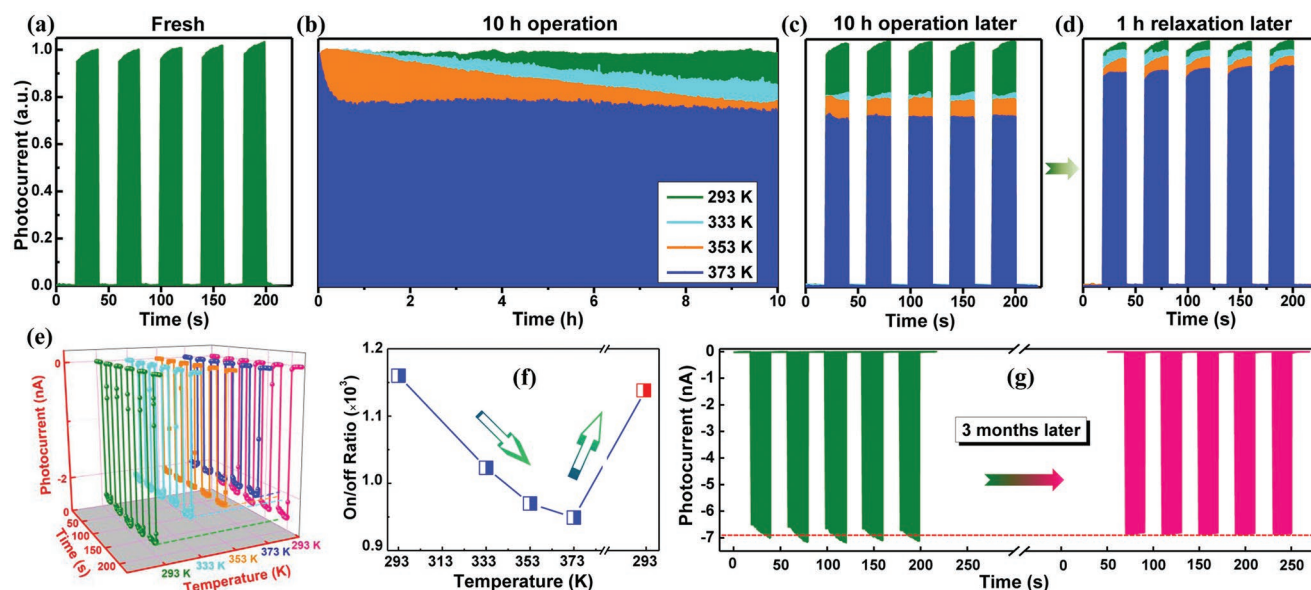 (a) Fresh
Photocurrent (a.u.)
1.0
0.8
0.6
0.4
0.2
0.0
0 50 100 150 200
Time (s)
(b) 10 h operation
293 K
333 K
353 K
373 K
0 2 4 6 8 10
Time (h)
(c) 10 h operation later
0 50 100 150 200
Time (s)
(d) 1 h relaxation later
0 50 100 150 200
Time (s)
(e)
Photocurrent (nA)
0
-2
0
50
100
150
200
Time (s)
293 K
333 K
353 K
373 K
293 K
Temperature (K)
(f)
On/off Ratio (×10³)
1.2
1.1
1.0
0.9
293 313 333 353 373 293
Temperature (K)
(g)
Photocurrent (nA)
0
-1
-2
-3
-4
-5
-6
-7
3 months later
0 50 100 150 200 250 0 50 100 150 200 250
Time (s)